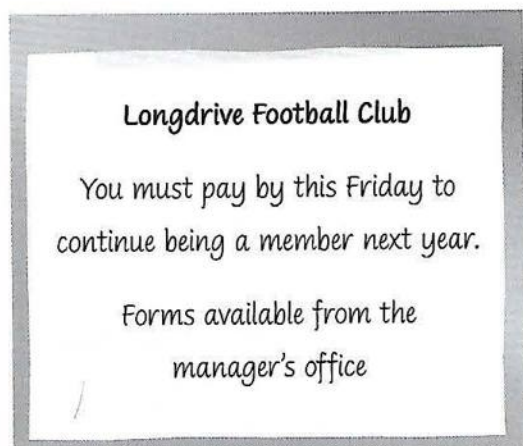 Longdrive Football Club
You must pay by this Friday to
continue being a member next year.
Forms available from the
manager's office